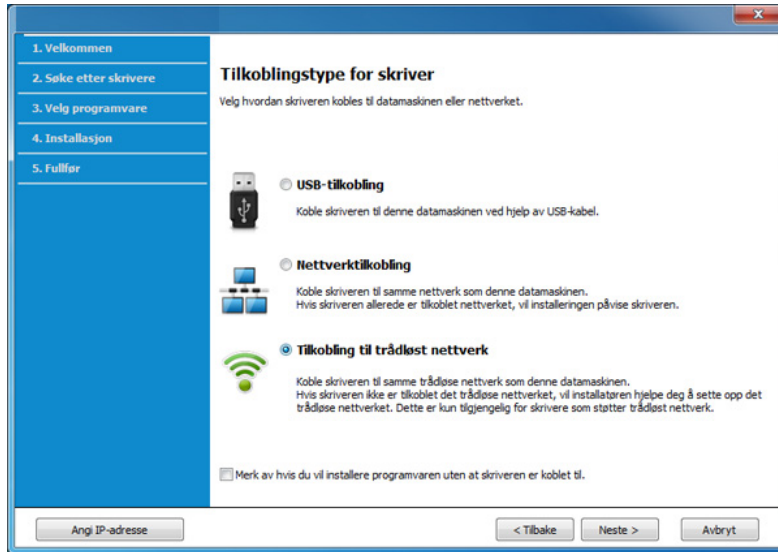 1. Velkommen
2. Søke etter skrivere
3. Velg programvare
4. Installasjon
5. Fullfør
Tilkoblingstype for skriver
Velg hvordan skriveren kobles til datamaskinen eller nettverket.
USB-tilkobling
Koble skriveren til denne datamaskinen ved hjelp av USB-kabel.
Nettverktilkobling
Koble skriveren til samme nettverk som denne datamaskinen.
Hvis skriveren allerede er tilkoblet nettverket, vil installeringen påvise skriveren.
Tilkobling til trådløst nettverk
Koble skriveren til samme trådløse nettverk som denne datamaskinen.
Hvis skriveren ikke er tilkoblet det trådløse nettverket, vil installatøren hjelpe deg å sette opp det
trådløse nettverket. Dette er kun tilgjengelig for skrivere som støtter trådløst nettverk.
Merk av hvis du vil installere programvaren uten at skriveren er koblet til.
Angi IP-adresse
< Tilbake
Neste >
Avbryt